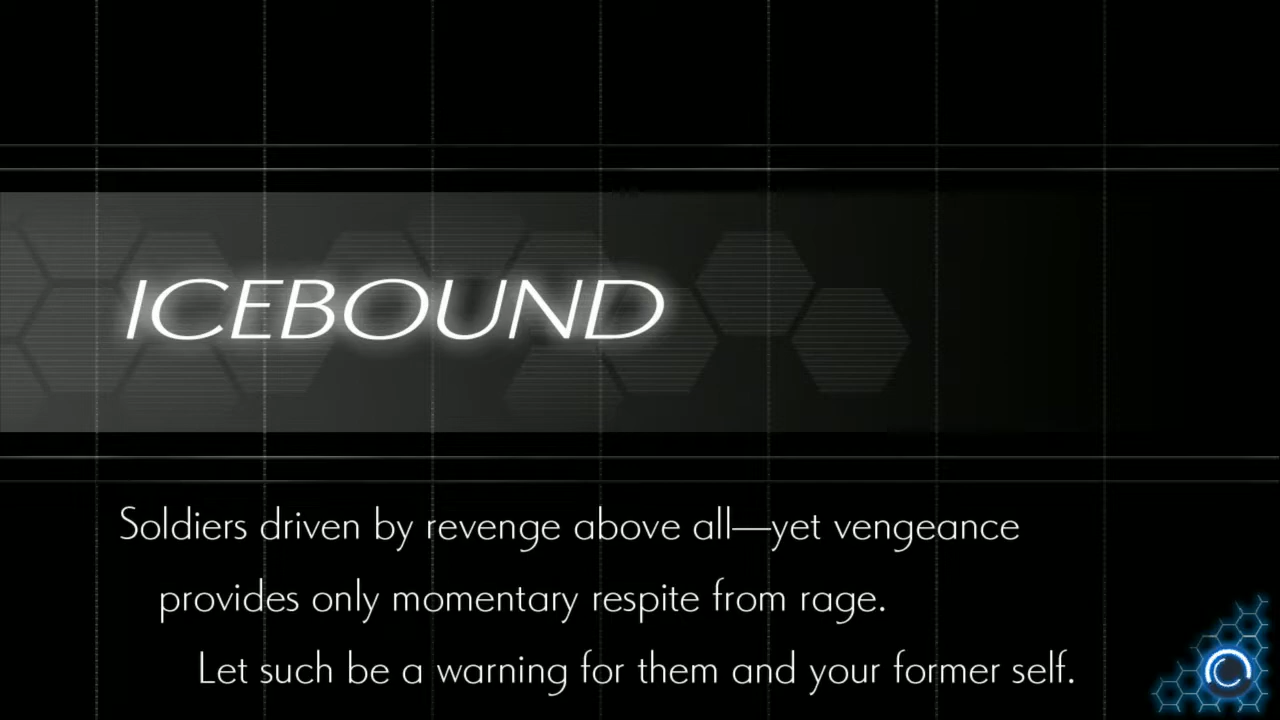 ICEBOUND
Soldiers driven by revenge above all—yet vengeance
provides only momentary respite from rage.
Let such be a warning for them and your former self.